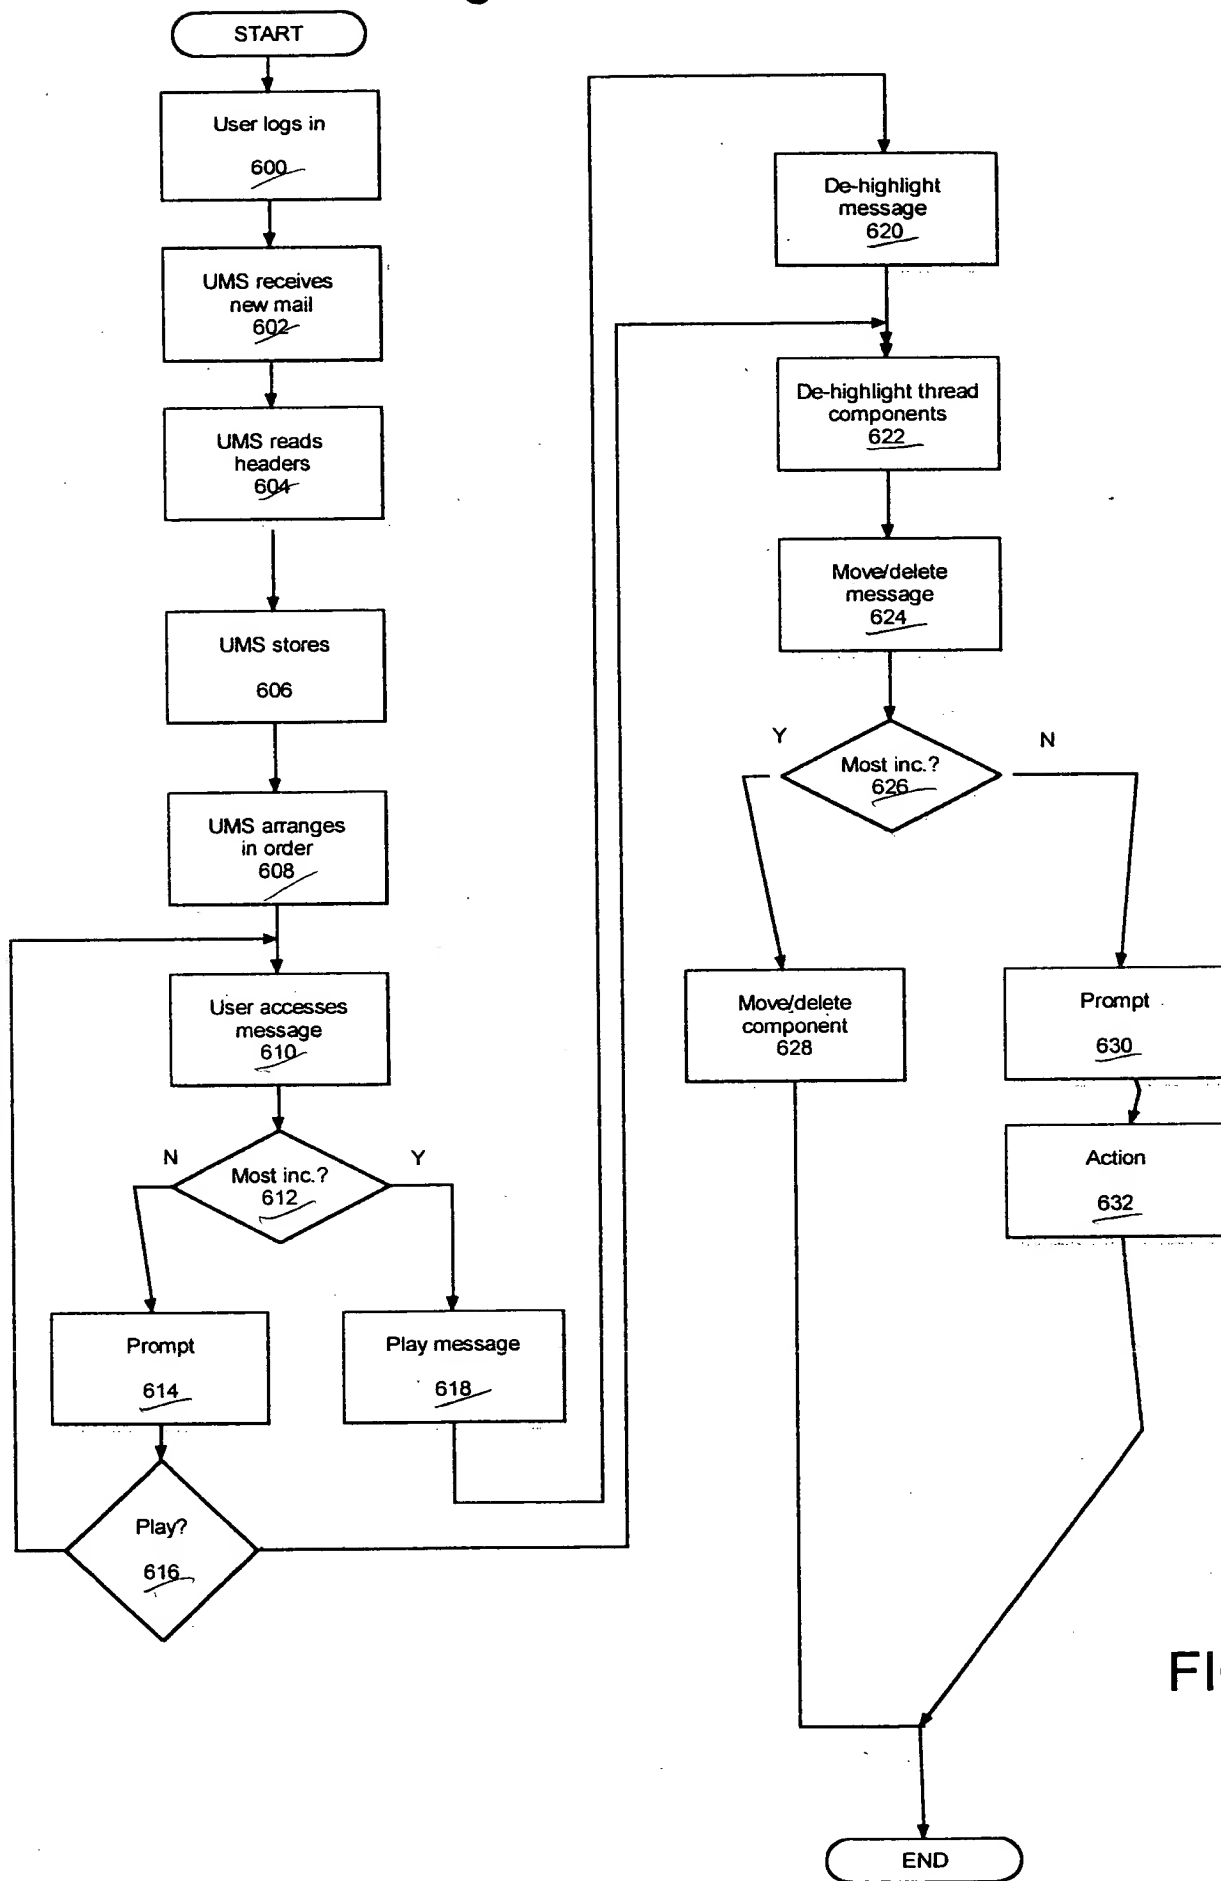 START
User logs in
600
UMS receives
new mail
602
UMS reads
headers
604
UMS stores
606
UMS arranges
in order
608
User accesses
message
610
N
Y
Most inc.?
612
Prompt
614
Play message
618
Play?
616
De-highlight
message
620
De-highlight thread
components
622
Move/delete
message
624
Y
N
Most inc.?
626
Move/delete
component
628
Prompt
630
Action
632
END